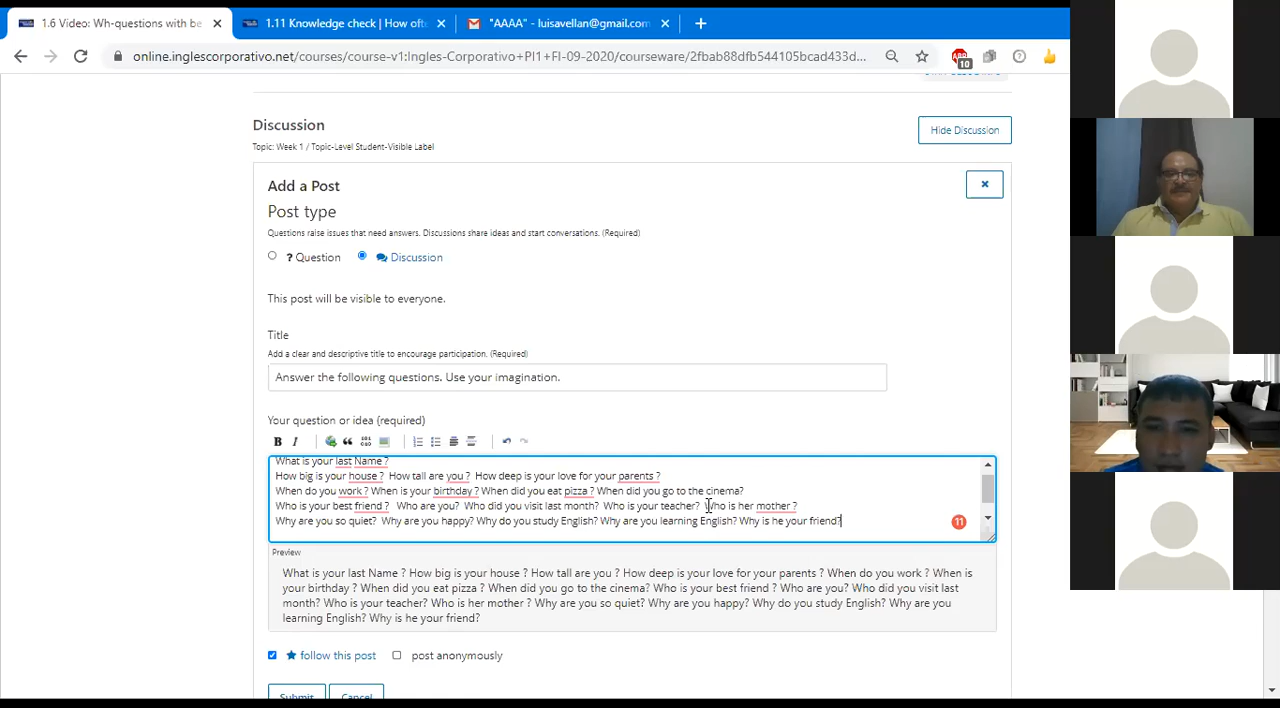 1.6 Video: Wh-questions with be
1.11 Knowledge check | How oft
"AAAA" - luisavellan@gmail.com
online.inglescorporativo.net/courses/course-v1:Ingles-Corporativo+PI1+FI-09-2020/courseware/2fbab88dfb544105bcad433d...
10
Discussion
Hide Discussion
Topic: Week 1 / Topic-Level Student-Visible Label
Add a Post
Post type
Questions raise issues that need answers. Discussions share ideas and start conversations. (Required)
? Question
Discussion
This post will be visible to everyone.
Title
Add a clear and descriptive title to encourage participation. (Required)
Answer the following questions. Use your imagination.
Your question or idea (required)
B I
What is your last Name ?
How big is your house ? How tall are you ? How deep is your love for your parents ?
When do you work ? When is your birthday ? When did you eat pizza ? When did you go to the cinema?
Who is your best friend ? Who are you? Who did you visit last month? Who is your teacher? Who is her mother ?
Why are you so quiet? Why are you happy? Why do you study English? Why are you learning English? Why is he your friend?
11
Preview
What is your last Name ? How big is your house ? How tall are you ? How deep is your love for your parents ? When do you work ? When is
your birthday ? When did you eat pizza ? When did you go to the cinema? Who is your best friend ? Who are you? Who did you visit last
month? Who is your teacher? Who is her mother ? Why are you so quiet? Why are you happy? Why do you study English? Why are you
learning English? Why is he your friend?
follow this post
post anonymously
Submit
Cancel